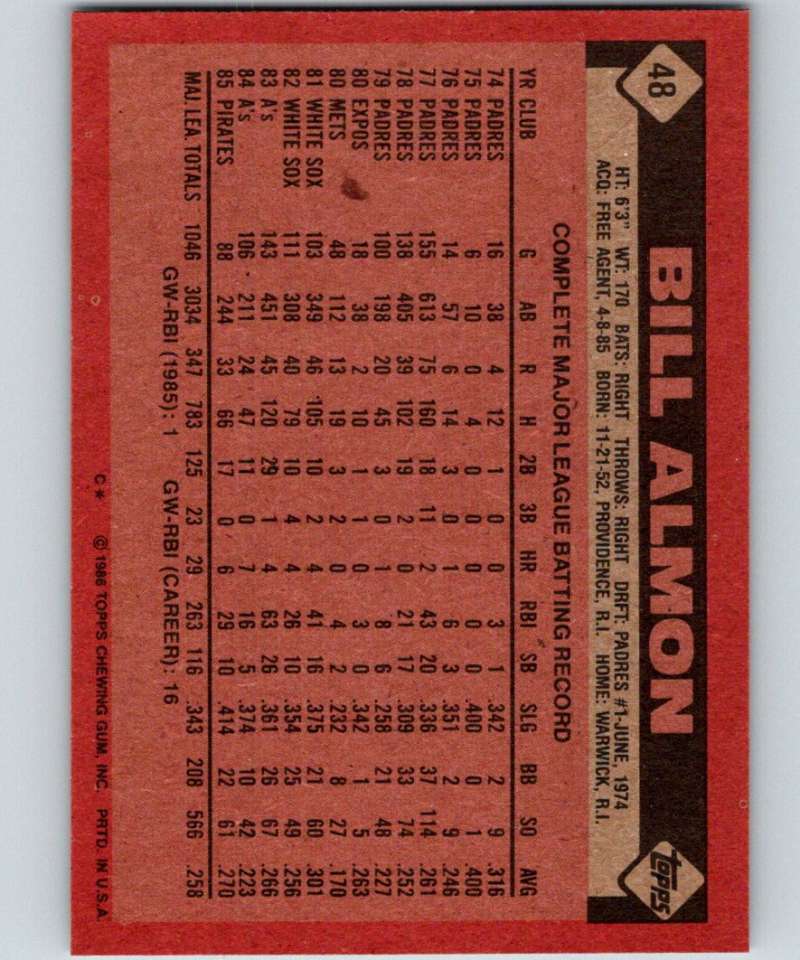 48 BILL ALMON topps
HT: 6'3" WT: 170 BATS: RIGHT THROWS: RIGHT DRFT: PADRES #1-JUNE, 1974
ACQ: FREE AGENT, 4-8-85 BORN: 11-21-52, PROVIDENCE, R.I. HOME: WARWICK, R.I.
COMPLETE MAJOR LEAGUE BATTING RECORD
YR CLUB G AB R H 2B 3B HR RBI SB SLG BB SO AVG
74 PADRES 16 38 4 12 1 0 0 3 1 .342 2 9 .316
75 PADRES 6 10 0 4 0 0 0 0 0 .400 0 1 .400
76 PADRES 14 57 6 14 3 0 1 6 3 .351 2 9 .246
77 PADRES 155 613 75 160 18 11 2 43 20 .336 37 114 .261
78 PADRES 138 405 39 102 19 2 0 21 17 .309 33 74 .252
79 PADRES 100 198 20 45 3 0 1 8 6 .258 21 48 .227
80 EXPOS 18 38 2 10 1 1 0 3 0 .342 1 5 .263
80 METS 48 112 13 19 3 2 0 4 2 .232 8 27 .170
81 WHITE SOX 103 349 46 105 10 2 4 41 16 .375 21 60 .301
82 WHITE SOX 111 308 40 79 10 4 4 26 10 .354 25 49 .256
83 A's 143 451 45 120 29 1 4 63 26 .361 26 67 .266
84 A's 106 211 24 47 11 0 7 16 5 .374 10 42 .223
85 PIRATES 88 244 33 66 17 0 6 29 10 .414 22 61 .270
MAJ. LEA. TOTALS 1046 3034 347 783 125 23 29 263 116 .343 208 566 .258
GW-RBI (1985): 1 GW-RBI (CAREER): 16
C* © 1986 TOPPS CHEWING GUM, INC. PRTD. IN U.S.A.